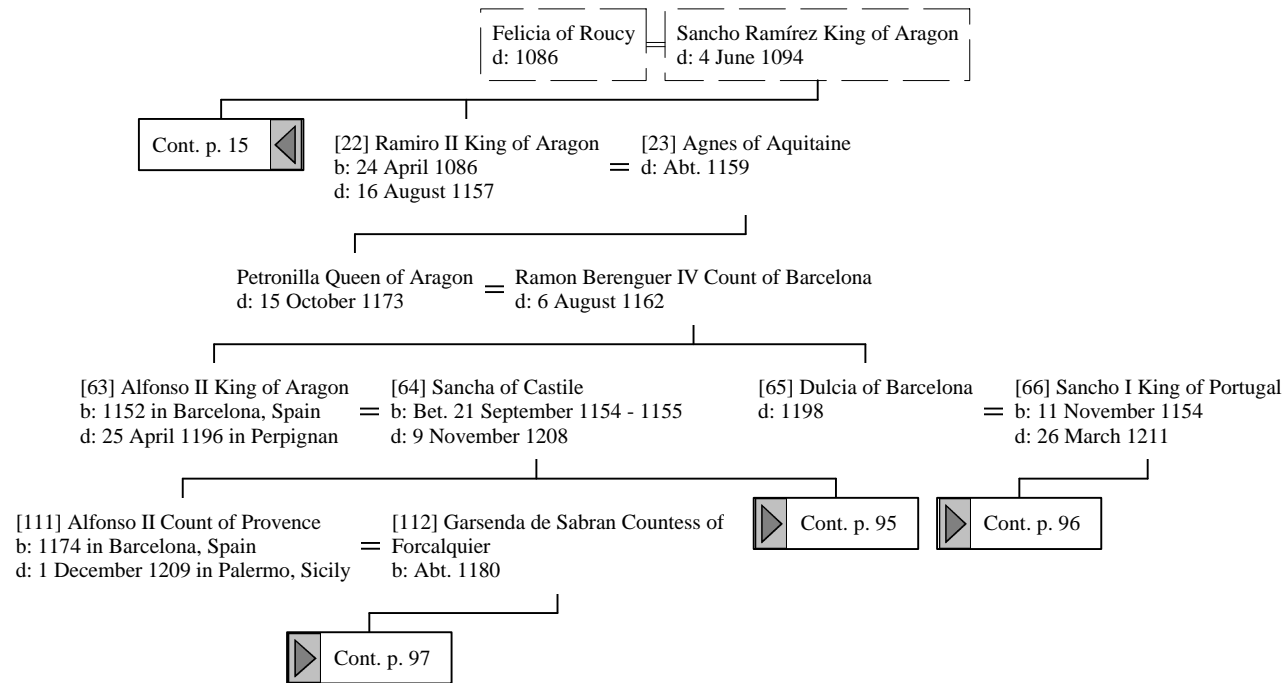 Felicia of Roucy
d: 1086
Sancho Ramírez King of Aragon
d: 4 June 1094
Cont. p. 15
[22] Ramiro II King of Aragon
b: 24 April 1086
d: 16 August 1157
=
[23] Agnes of Aquitaine
d: Abt. 1159
Petronilla Queen of Aragon
d: 15 October 1173
=
Ramon Berenguer IV Count of Barcelona
d: 6 August 1162
[63] Alfonso II King of Aragon
b: 1152 in Barcelona, Spain
d: 25 April 1196 in Perpignan
=
[64] Sancha of Castile
b: Bet. 21 September 1154 - 1155
d: 9 November 1208
[65] Dulcia of Barcelona
d: 1198
=
[66] Sancho I King of Portugal
b: 11 November 1154
d: 26 March 1211
[111] Alfonso II Count of Provence
b: 1174 in Barcelona, Spain
d: 1 December 1209 in Palermo, Sicily
=
[112] Garsenda de Sabran Countess of
Forcalquier
b: Abt. 1180
Cont. p. 95
Cont. p. 96
Cont. p. 97